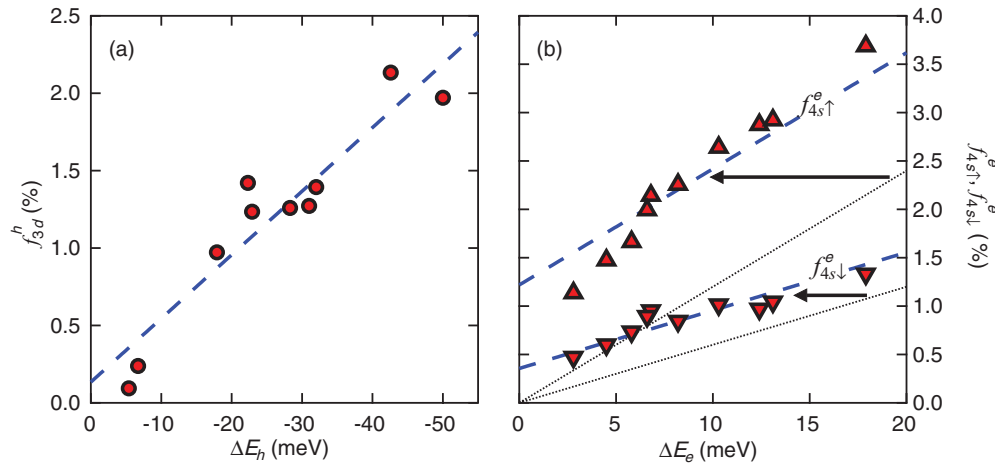 2.5
2.0
1.5
1.0
0.5
0.0
f^h_{3d} (%)
(a)
0 -10 -20 -30 -40 -50
ΔE_h (meV)
(b)
f^e_{4s↑}
f^e_{4s↓}
0 5 10 15 20
ΔE_e (meV)
4.0
3.5
3.0
2.5
2.0
1.5
1.0
0.5
0.0
f^e_{4s↑}, f^e_{4s↓} (%)